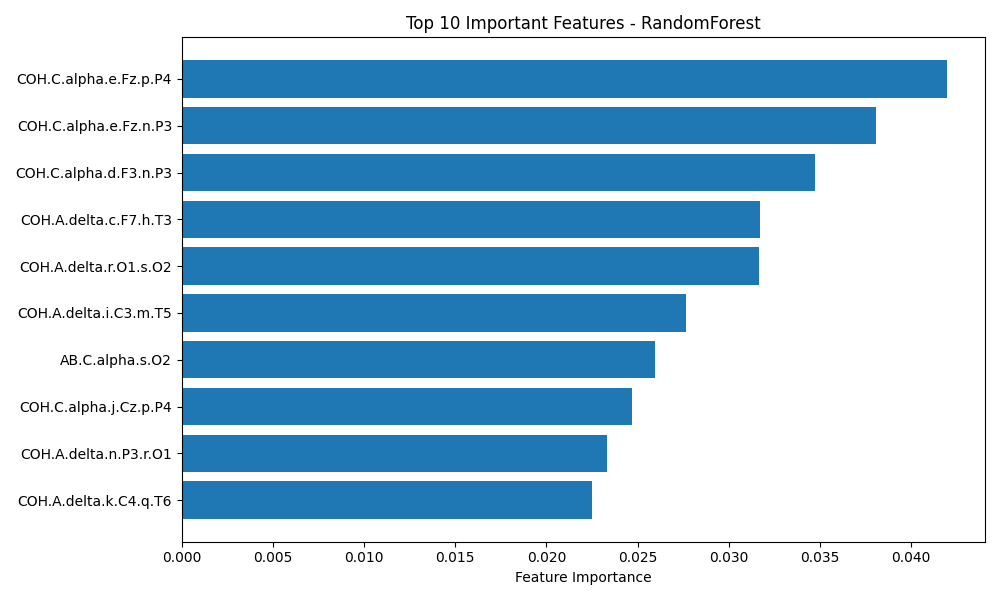 Top 10 Important Features - RandomForest
COH.C.alpha.e.Fz.p.P4
COH.C.alpha.e.Fz.n.P3
COH.C.alpha.d.F3.n.P3
COH.A.delta.c.F7.h.T3
COH.A.delta.r.O1.s.O2
COH.A.delta.i.C3.m.T5
AB.C.alpha.s.O2
COH.C.alpha.j.Cz.p.P4
COH.A.delta.n.P3.r.O1
COH.A.delta.k.C4.q.T6
0.000 0.005 0.010 0.015 0.020 0.025 0.030 0.035 0.040
Feature Importance